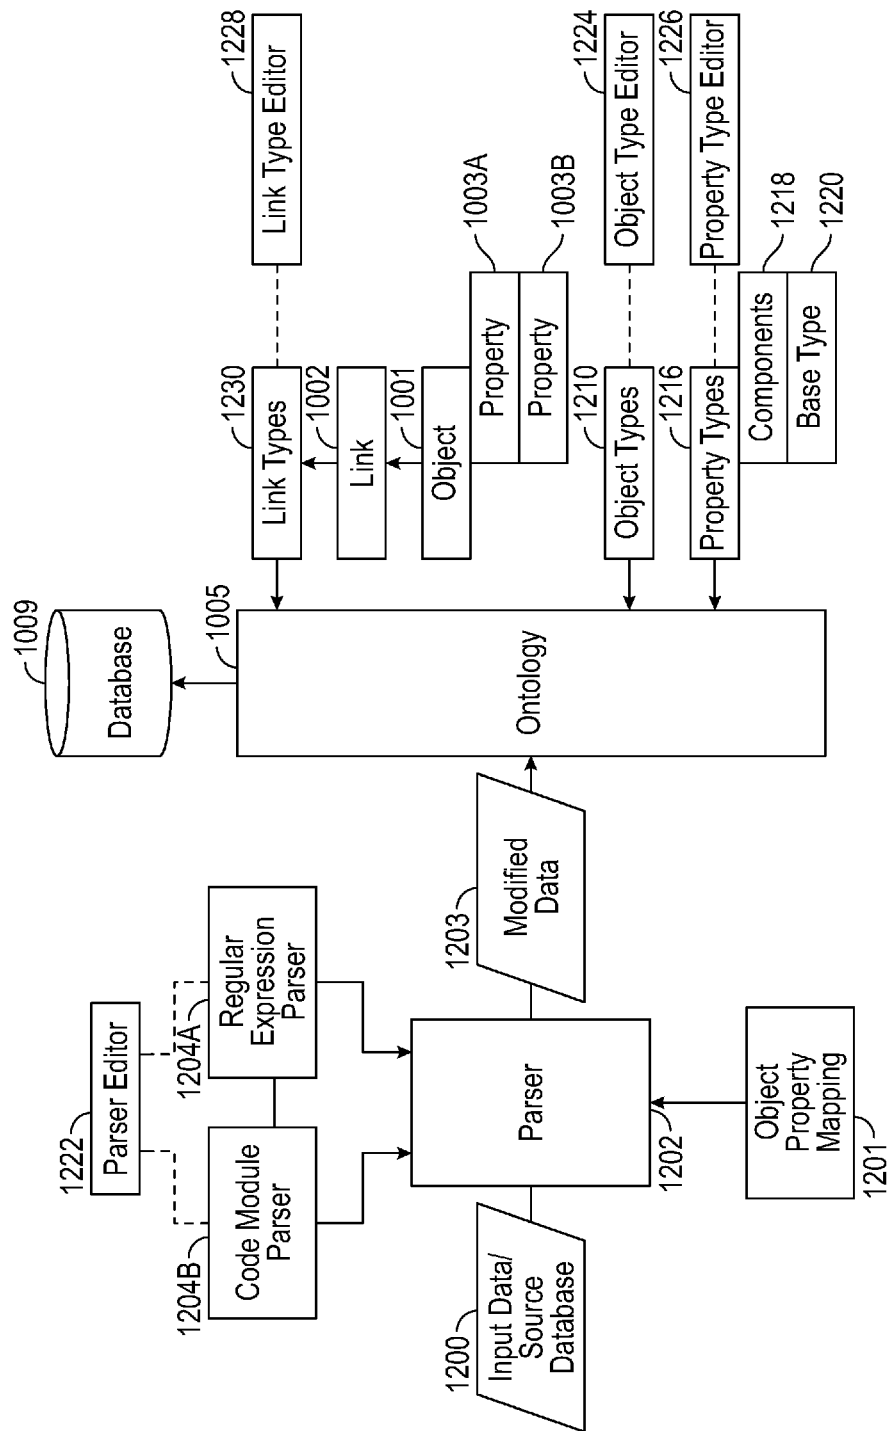 1222
Parser Editor
1204B
Code Module
Parser
1204A
Regular
Expression
Parser
1200
Input Data/
Source
Database
Parser
1202
Object
Property
Mapping
1201
1203
Modified
Data
1009
Database
1005
Ontology
1230
Link Types
1228
Link Type Editor
1002
Link
1001
Object
Property
1003A
Property
1003B
1210
Object Types
1224
Object Type Editor
1216
Property Types
1226
Property Type Editor
Components
1218
Base Type
1220